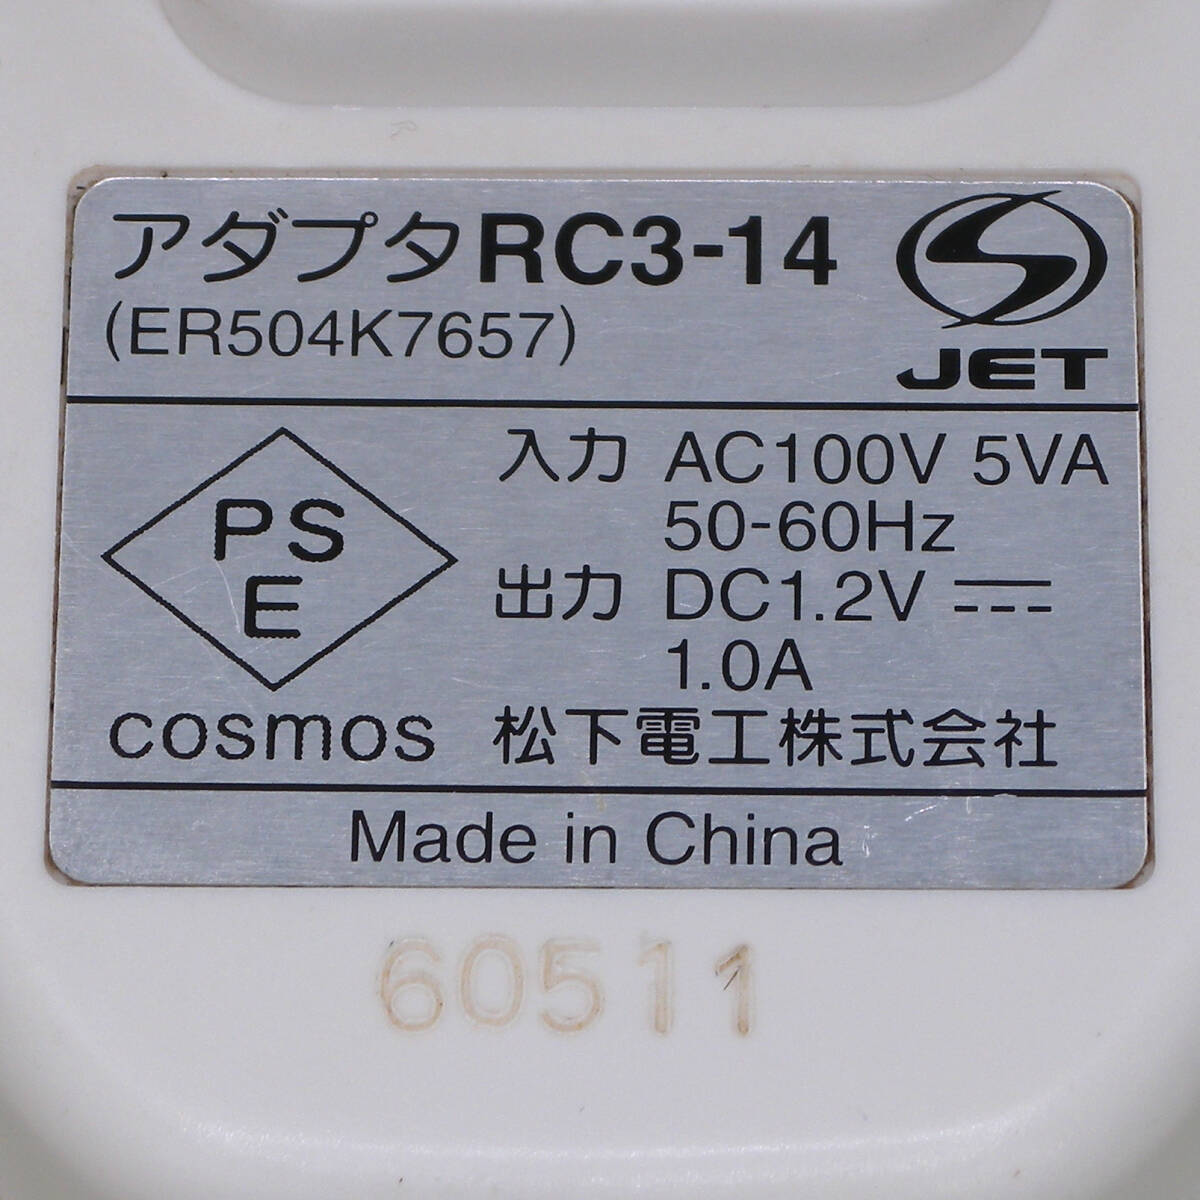 アダプタRC3-14
(ER504K7657)
JET
PS
E
cosmos
入力 AC100V 5VA
50-60Hz
出力 DC1.2V
1.0A
松下電工株式会社
Made in China
60511